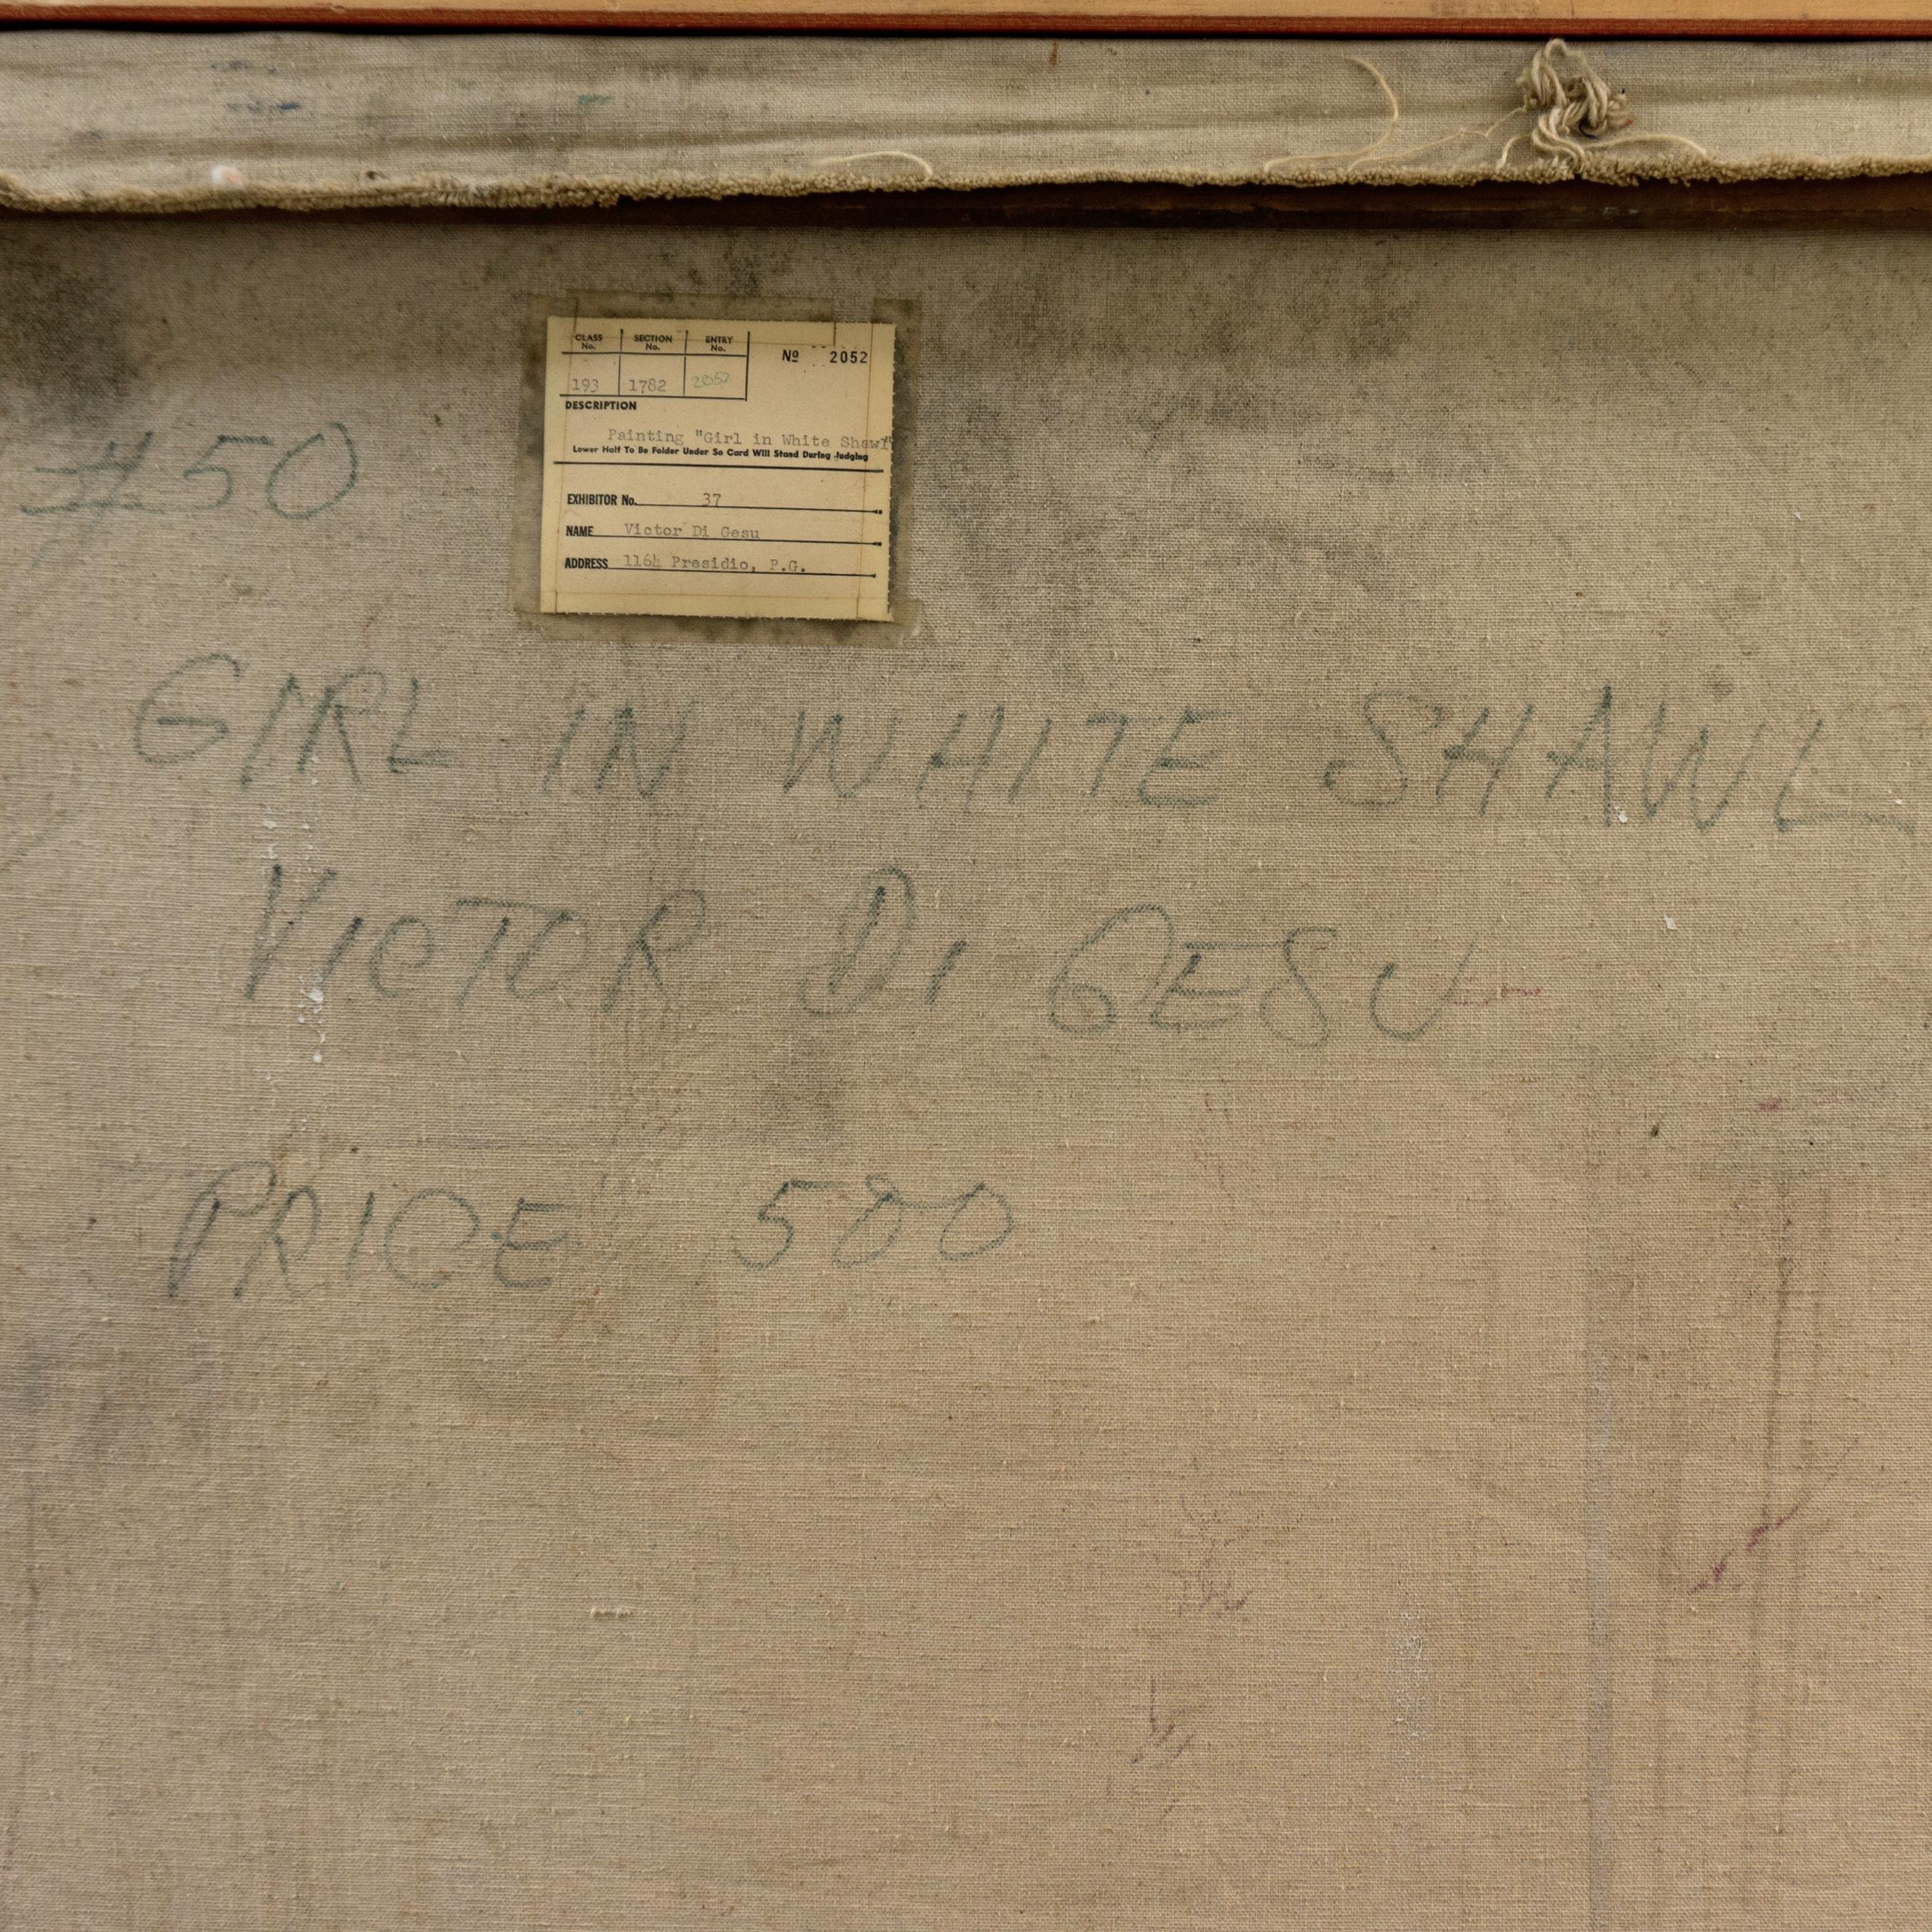 CLASS No. SECTION No. ENTRY No. Nº 2052
193 1782 2052
DESCRIPTION
Painting "Girl in White Shawl"
Lower Half To Be Folder Under So Card Will Stand During Judging
EXHIBITOR No. 37
NAME Victor Di Gesu
ADDRESS 1164 Presidio, P.G.
#50
GIRL IN WHITE SHAWL
VICTOR Di GESU
PRICE 500